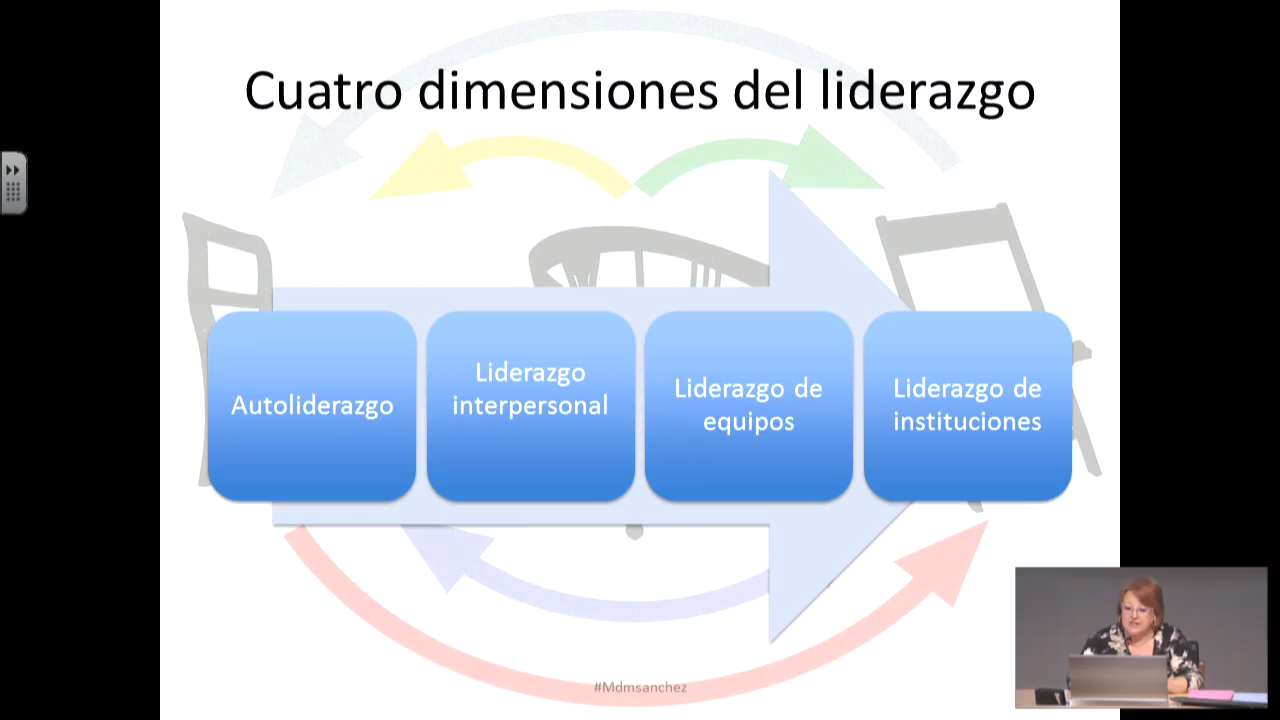 Cuatro dimensiones del liderazgo
Autoliderazgo
Liderazgo
interpersonal
Liderazgo de
equipos
Liderazgo de
instituciones
#Mdmsanchez